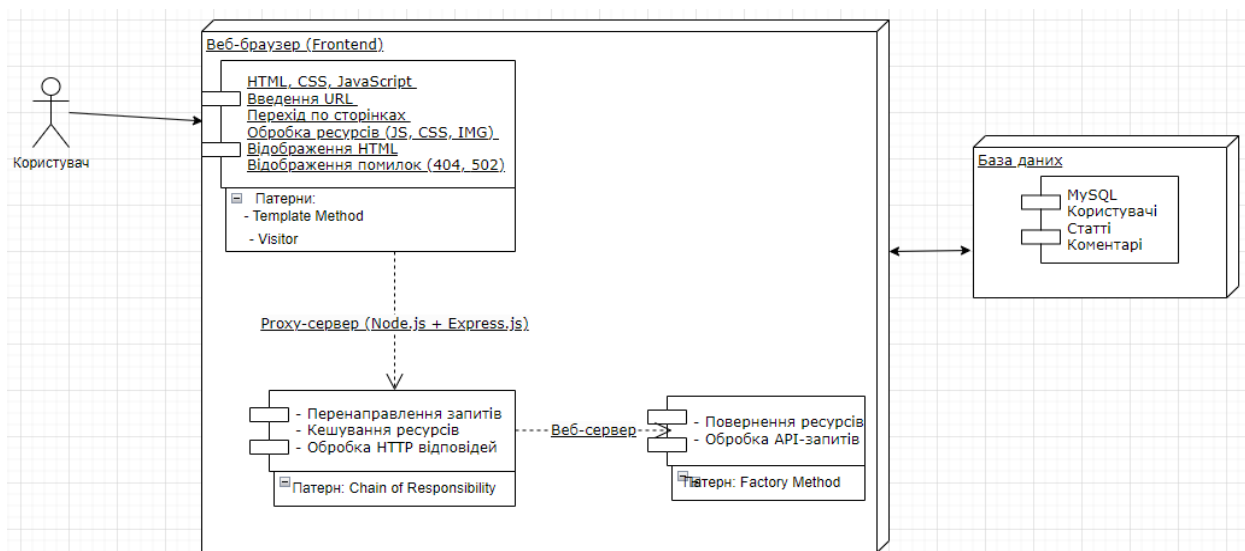 Веб-браузер (Frontend)
HTML, CSS, JavaScript
Введення URL
Перехід по сторінках
Обробка ресурсів (JS, CSS, IMG)
Відображення HTML
Відображення помилок (404, 502)
Патерни:
- Template Method
- Visitor
Користувач
База даних
MySQL
Користувачі
Статті
Коментарі
Proxy-сервер (Node.js + Express.js)
- Перенаправлення запитів
- Кешування ресурсів
- Обробка HTTP відповідей
Патерн: Chain of Responsibility
Веб-сервер
- Повернення ресурсів
- Обробка API-запитів
Патерн: Factory Method